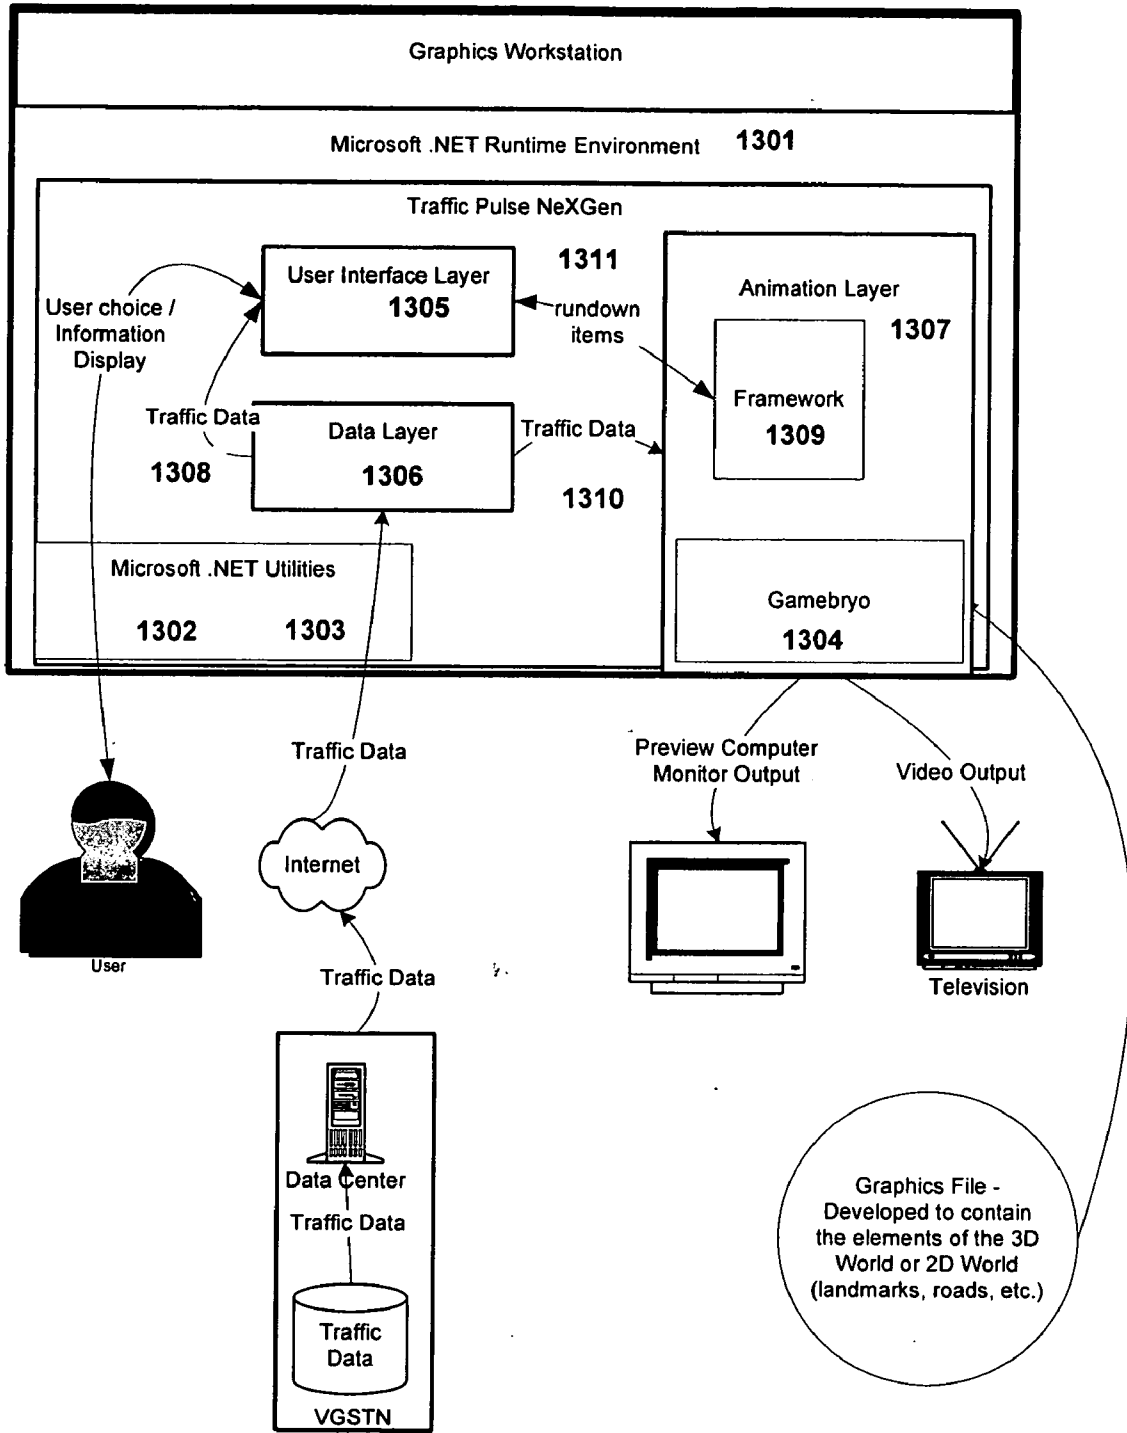 Graphics Workstation
Microsoft .NET Runtime Environment 1301
Traffic Pulse NeXGen
User Interface Layer
1305
1311
rundown
items
Animation Layer
1307
User choice /
Information
Display
Framework
1309
Traffic Data
1308
Data Layer
1306
Traffic Data
1310
Microsoft .NET Utilities
1302 1303
Gamebryo
1304
Traffic Data
Preview Computer
Monitor Output
Video Output
Internet
User
Traffic Data
Television
Data Center
Traffic Data
Traffic
Data
VGSTN
Graphics File -
Developed to contain
the elements of the 3D
World or 2D World
(landmarks, roads, etc.)